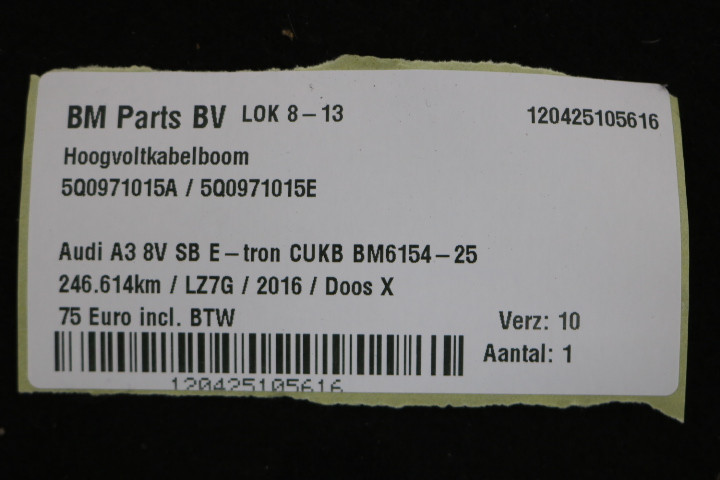 BM Parts BV LOK 8-13 120425105616
Hoogvoltkabelboom
5Q0971015A / 5Q0971015E
Audi A3 8V SB E-tron CUKB BM6154-25
246.614km / LZ7G / 2016 / Doos X
75 Euro incl. BTW
Verz: 10
Aantal: 1
120425105616